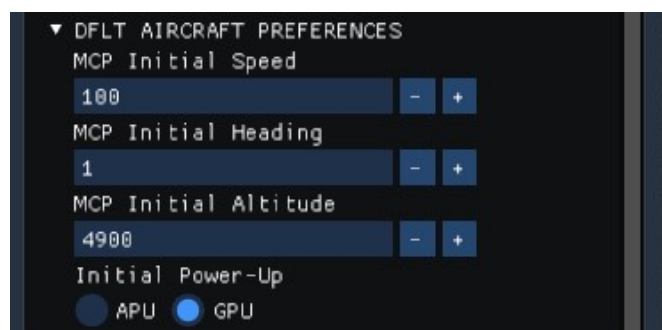 ▼ DFLT AIRCRAFT PREFERENCES
MCP Initial Speed
100 - +
MCP Initial Heading
1 - +
MCP Initial Altitude
4900 - +
Initial Power-Up
APU GPU